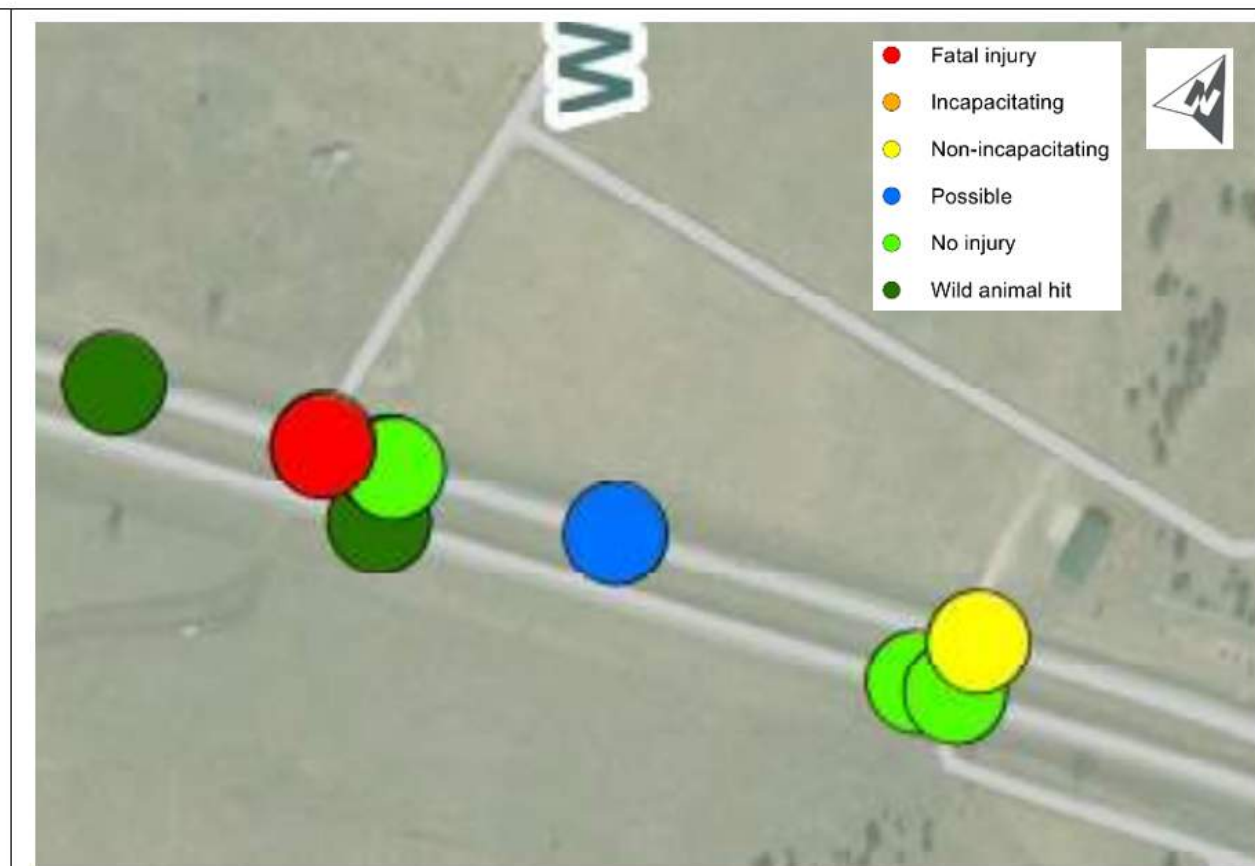 W
Fatal injury
Incapacitating
Non-incapacitating
Possible
No injury
Wild animal hit
N